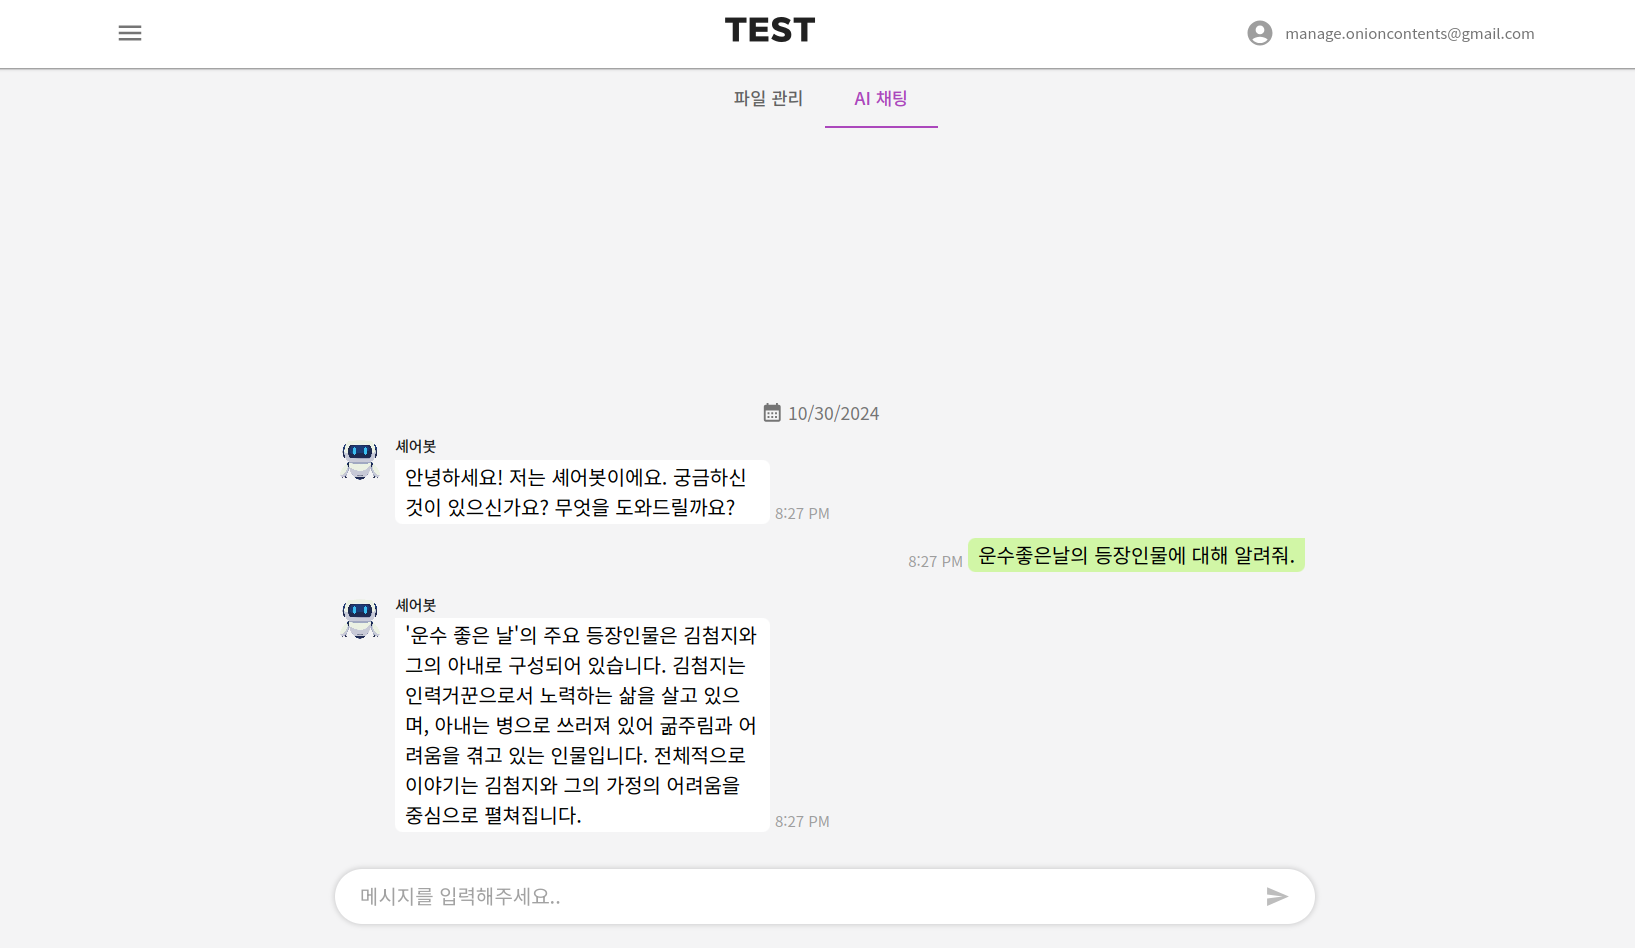 TEST
manage.onioncontents@gmail.com
파일 관리
AI 채팅
10/30/2024
셰어봇
안녕하세요! 저는 셰어봇이에요. 궁금하신
것이 있으신가요? 무엇을 도와드릴까요?
8:27 PM
8:27 PM
운수좋은날의 등장인물에 대해 알려줘.
셰어봇
'운수 좋은 날'의 주요 등장인물은 김첨지와
그의 아내로 구성되어 있습니다. 김첨지는
인력거꾼으로서 노력하는 삶을 살고 있으
며, 아내는 병으로 쓰러져 있어 굶주림과 어
려움을 겪고 있는 인물입니다. 전체적으로
이야기는 김첨지와 그의 가정의 어려움을
중심으로 펼쳐집니다.
8:27 PM
메시지를 입력해주세요..